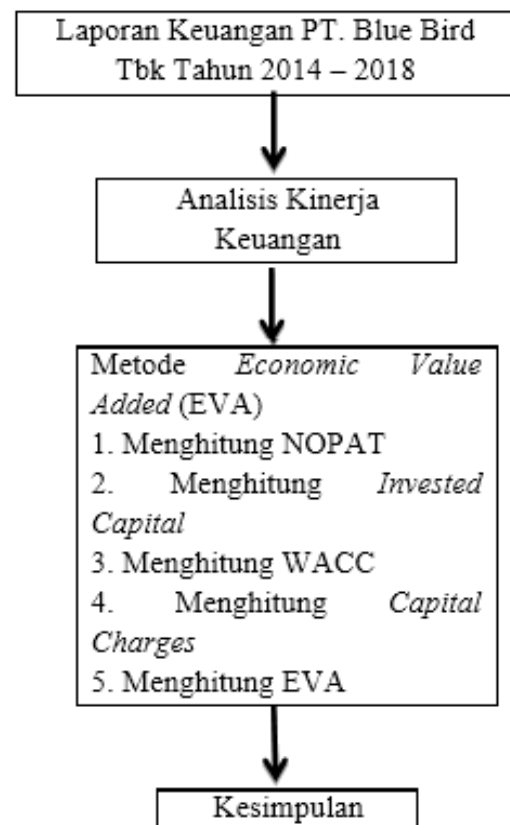 Laporan Keuangan PT. Blue Bird
Tbk Tahun 2014 – 2018
Analisis Kinerja
Keuangan
Metode Economic Value
Added (EVA)
1. Menghitung NOPAT
2. Menghitung Invested
Capital
3. Menghitung WACC
4. Menghitung Capital
Charges
5. Menghitung EVA
Kesimpulan